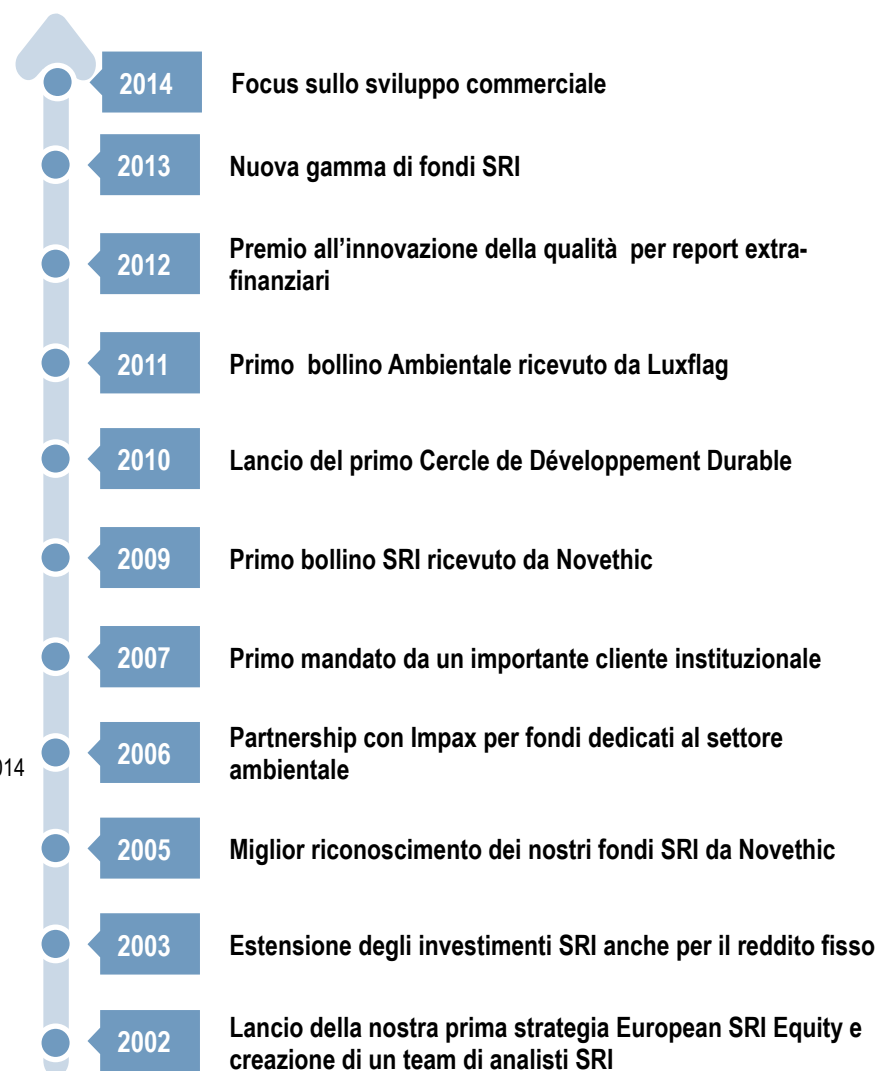 2014 Focus sullo sviluppo commerciale
2013 Nuova gamma di fondi SRI
2012 Premio all’innovazione della qualità per report extra-
finanziari
2011 Primo bollino Ambientale ricevuto da Luxflag
2010 Lancio del primo Cercle de Développement Durable
2009 Primo bollino SRI ricevuto da Novethic
2007 Primo mandato da un importante cliente instituzionale
2006 Partnership con Impax per fondi dedicati al settore
ambientale
014
2005 Miglior riconoscimento dei nostri fondi SRI da Novethic
2003 Estensione degli investimenti SRI anche per il reddito fisso
2002 Lancio della nostra prima strategia European SRI Equity e
creazione di un team di analisti SRI